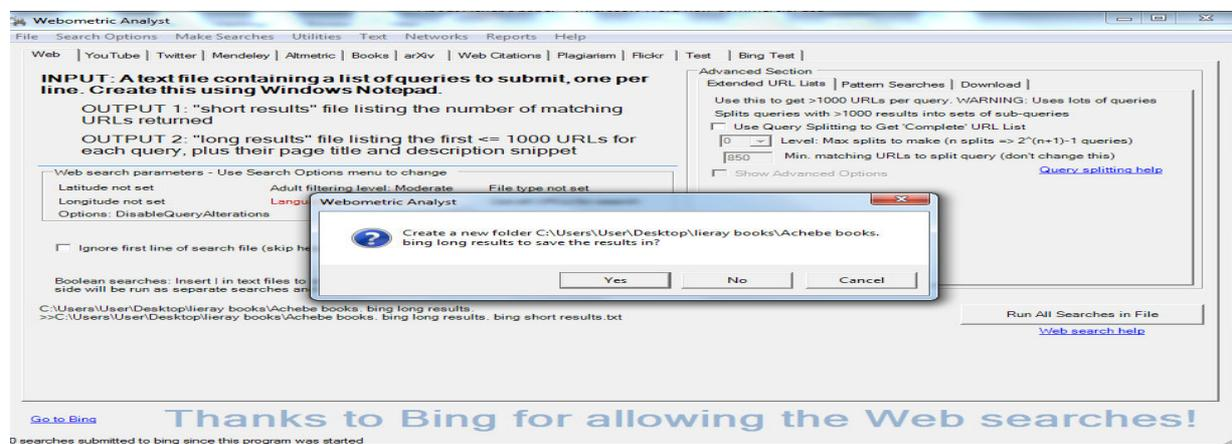 Webometric Analyst
File Search Options Make Searches Utilities Text Networks Reports Help
Web YouTube Twitter Mendeley Altmetric Books arXiv Web Citations Plagiarism Flickr Test Bing Test
INPUT: A text file containing a list of queries to submit, one per
line. Create this using Windows Notepad.
OUTPUT 1: "short results" file listing the number of matching
URLs returned
OUTPUT 2: "long results" file listing the first <= 1000 URLs for
each query, plus their page title and description snippet
Advanced Section
Extended URL Lists Pattern Searches Download
Use this to get >1000 URLs per query. WARNING: Uses lots of queries
Splits queries with >1000 results into sets of sub-queries
Use Query Splitting to Get 'Complete' URL List
0 Level: Max splits to make (n splits => 2^(n+1)-1 queries)
850 Min. matching URLs to split query (don't change this)
Show Advanced Options Query splitting help
Web search parameters - Use Search Options menu to change
Latitude not set Adult filtering level: Moderate File type not set
Longitude not set Langu
Options: DisableQueryAlterations
Webometric Analyst
Create a new folder C:\Users\User\Desktop\lieray books\Achebe books.
bing long results to save the results in?
Yes No Cancel
Ignore first line of search file (skip he
Boolean searches: Insert | in text files to
side will be run as separate searches an
C:\Users\User\Desktop\lieray books\Achebe books. bing long results.
>>C:\Users\User\Desktop\lieray books\Achebe books. bing long results. bing short results.txt
Run All Searches in File
Web search help
Go to Bing Thanks to Bing for allowing the Web searches!
0 searches submitted to bing since this program was started